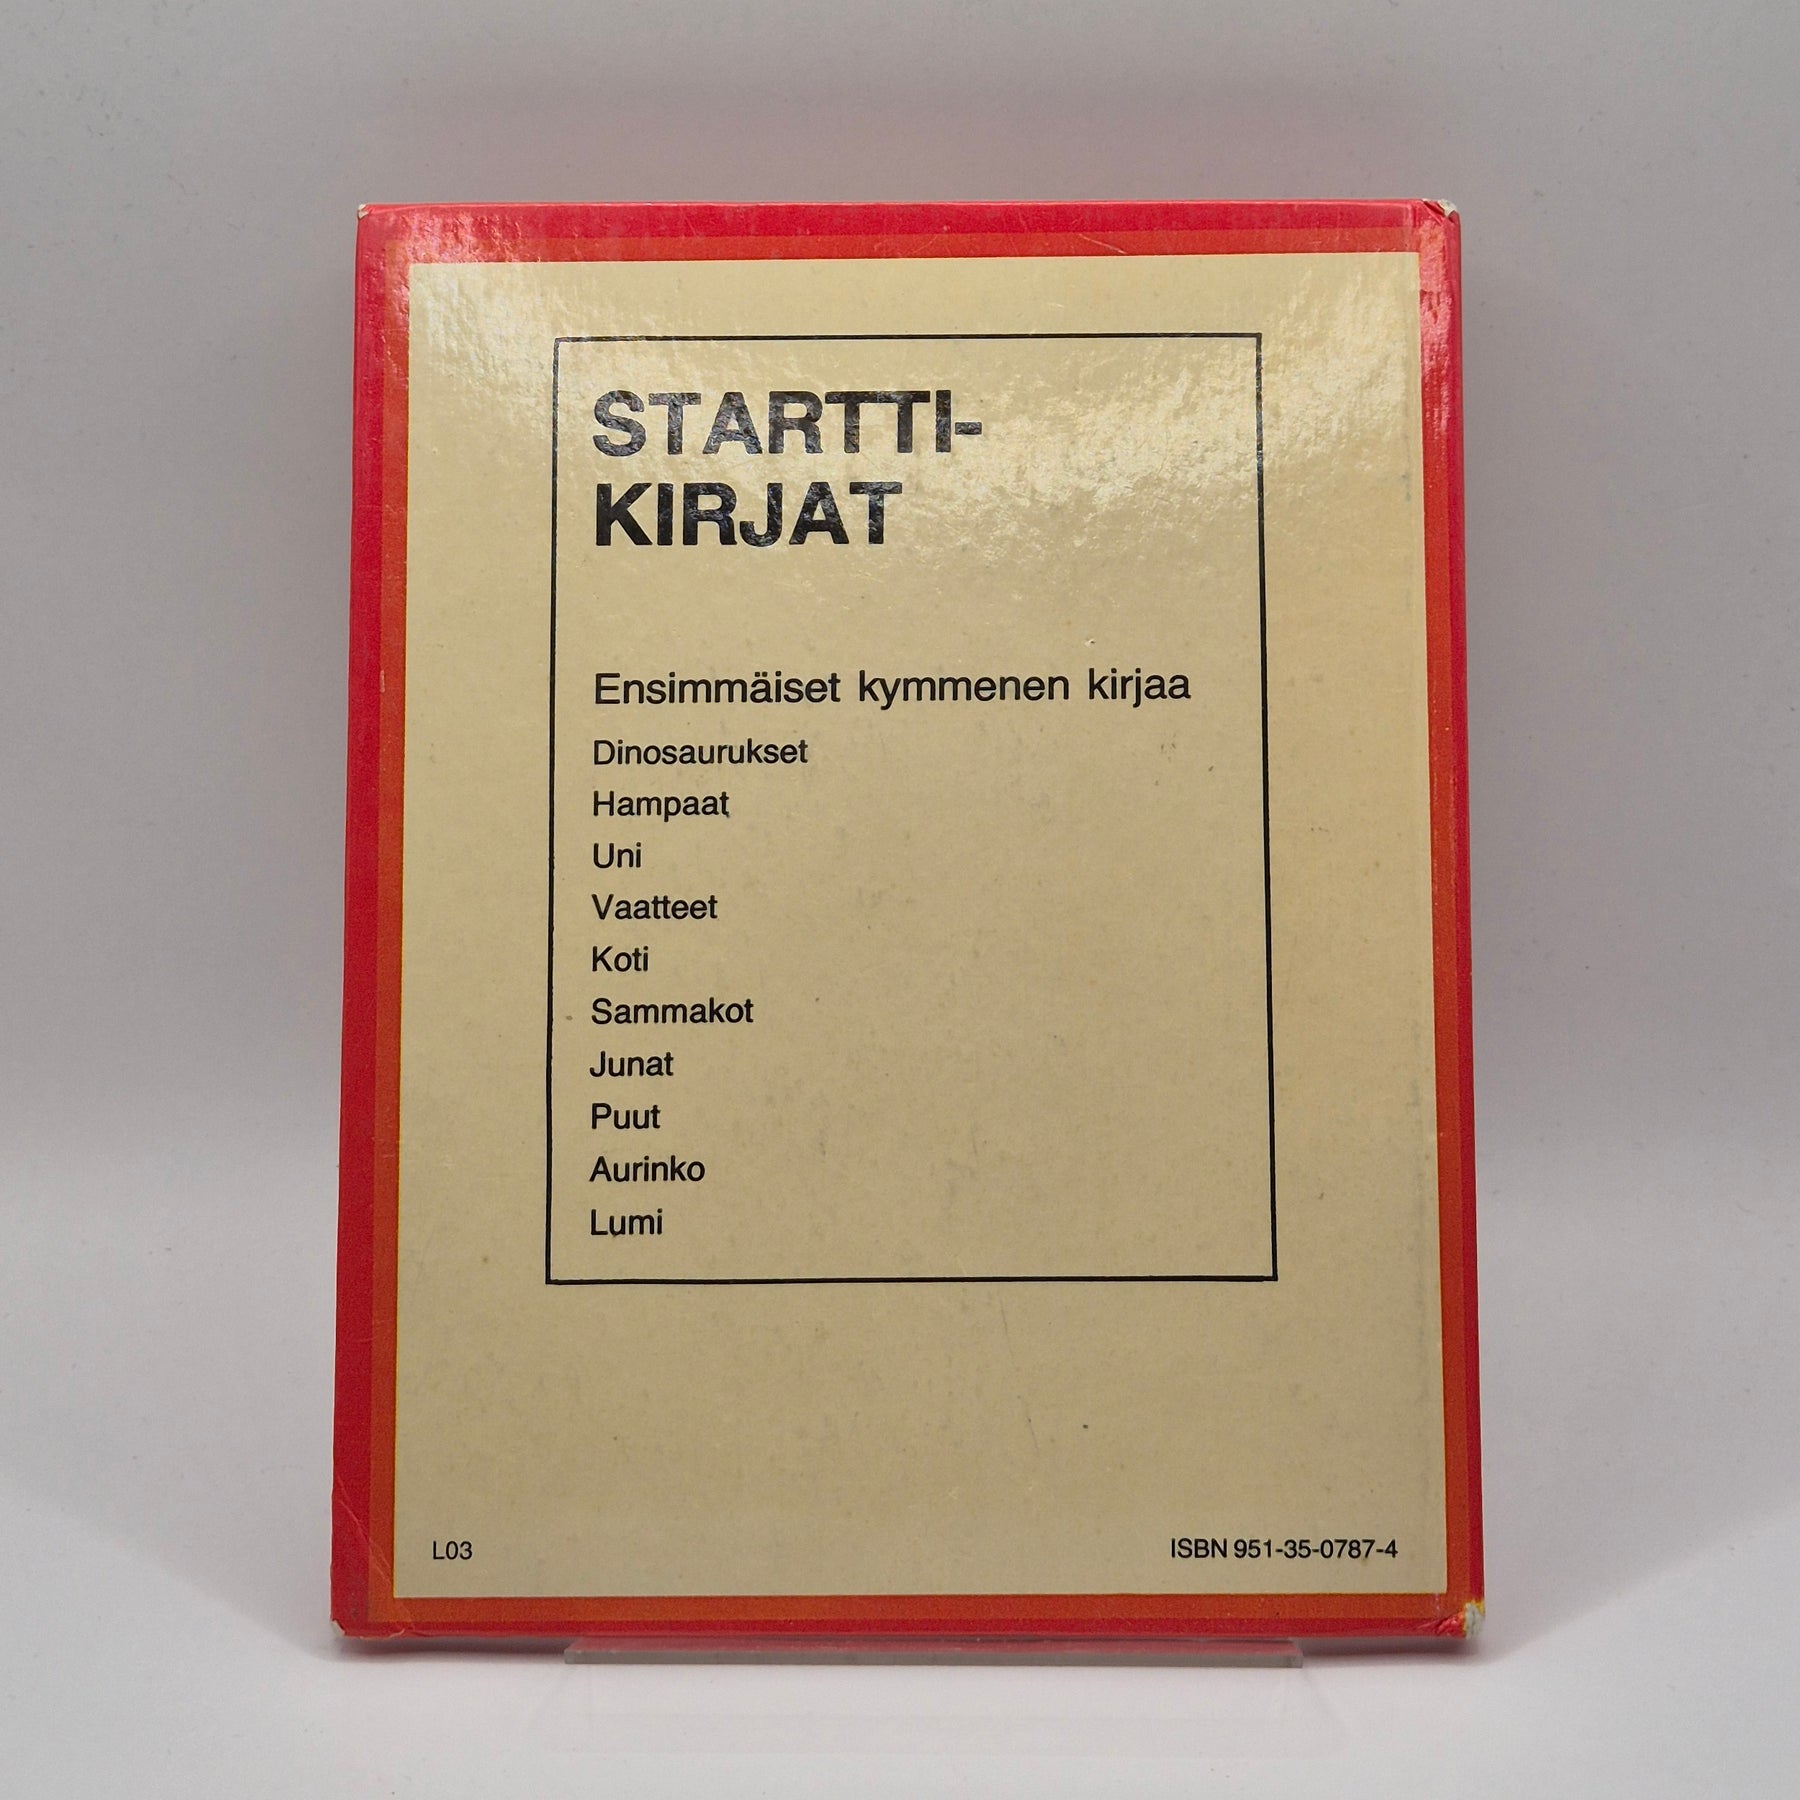 STARTTI-
KIRJAT
Ensimmäiset kymmenen kirjaa
Dinosaurukset
Hampaat
Uni
Vaatteet
Koti
Sammakot
Junat
Puut
Aurinko
Lumi
L03
ISBN 951-35-0787-4